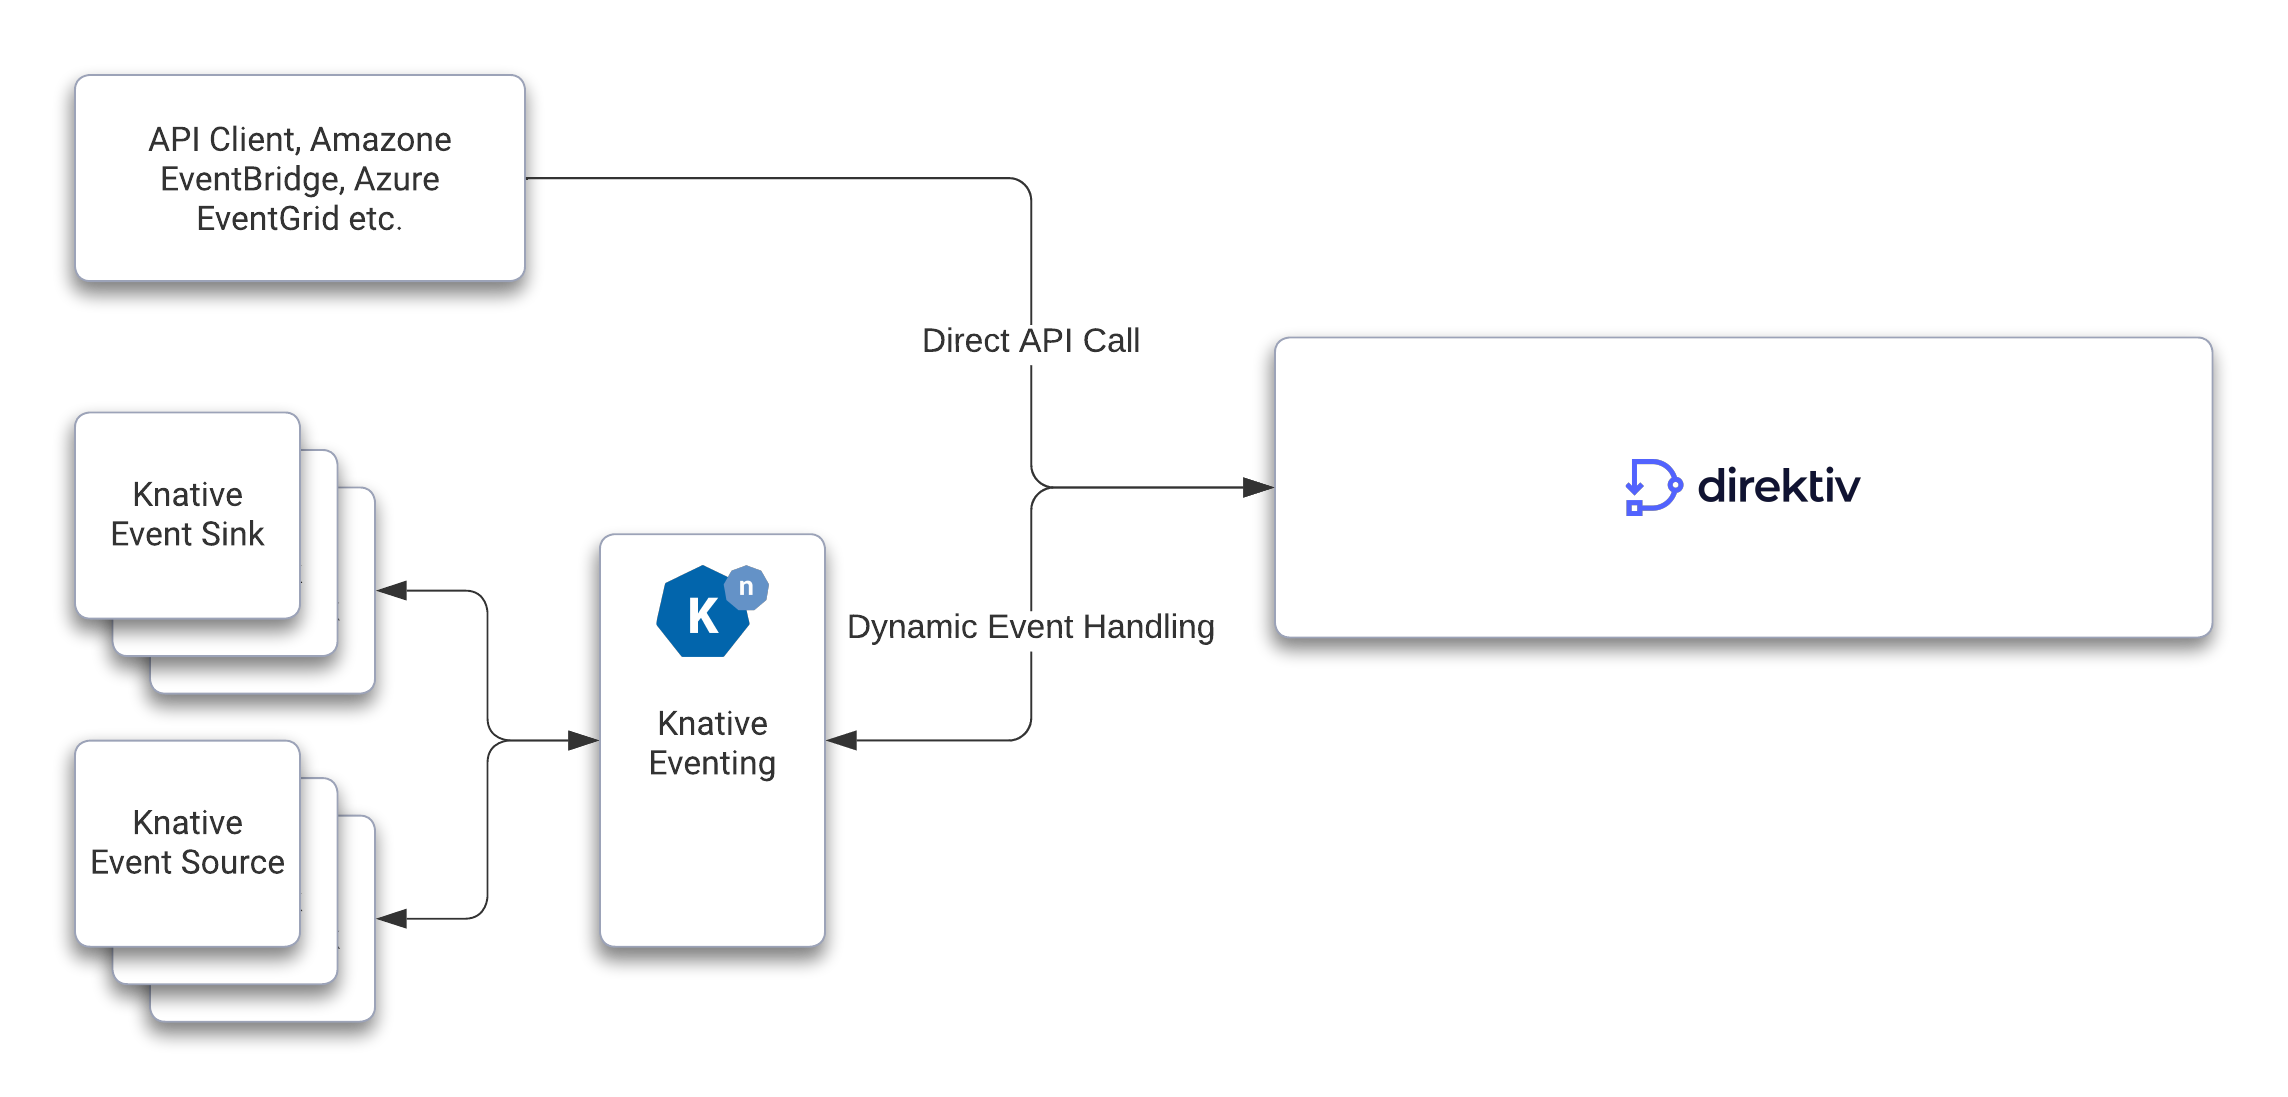 API Client, Amazone
EventBridge, Azure
EventGrid etc.
Direct API Call
direktiv
Knative
Event Sink
K
n
Dynamic Event Handling
Knative
Eventing
Knative
Event Source